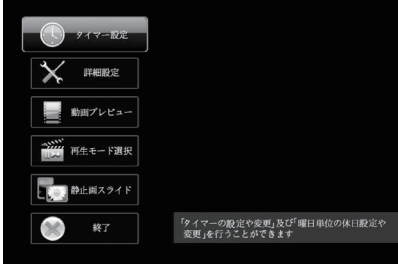 タイマー設定
詳細設定
動画プレビュー
再生モード選択
静止画スライド
終了
「タイマーの設定や変更」及び「曜日単位の休日設定や
変更」を行うことができます